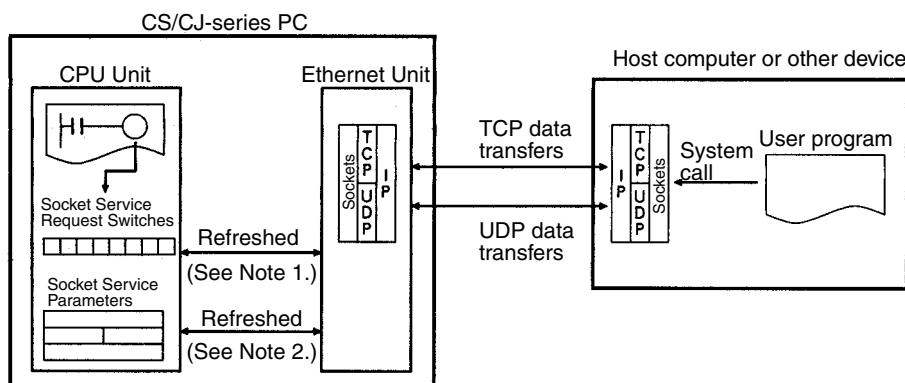 CS/CJ-series PC
CPU Unit
Ethernet Unit
Socket Service
Request Switches
Refreshed
(See Note 1.)
Socket Service
Parameters
Refreshed
(See Note 2.)
Sockets
TCP
UDP
IP
TCP data
transfers
UDP data
transfers
Host computer or other device
IP
TCP
UDP
Sockets
System
call
User program